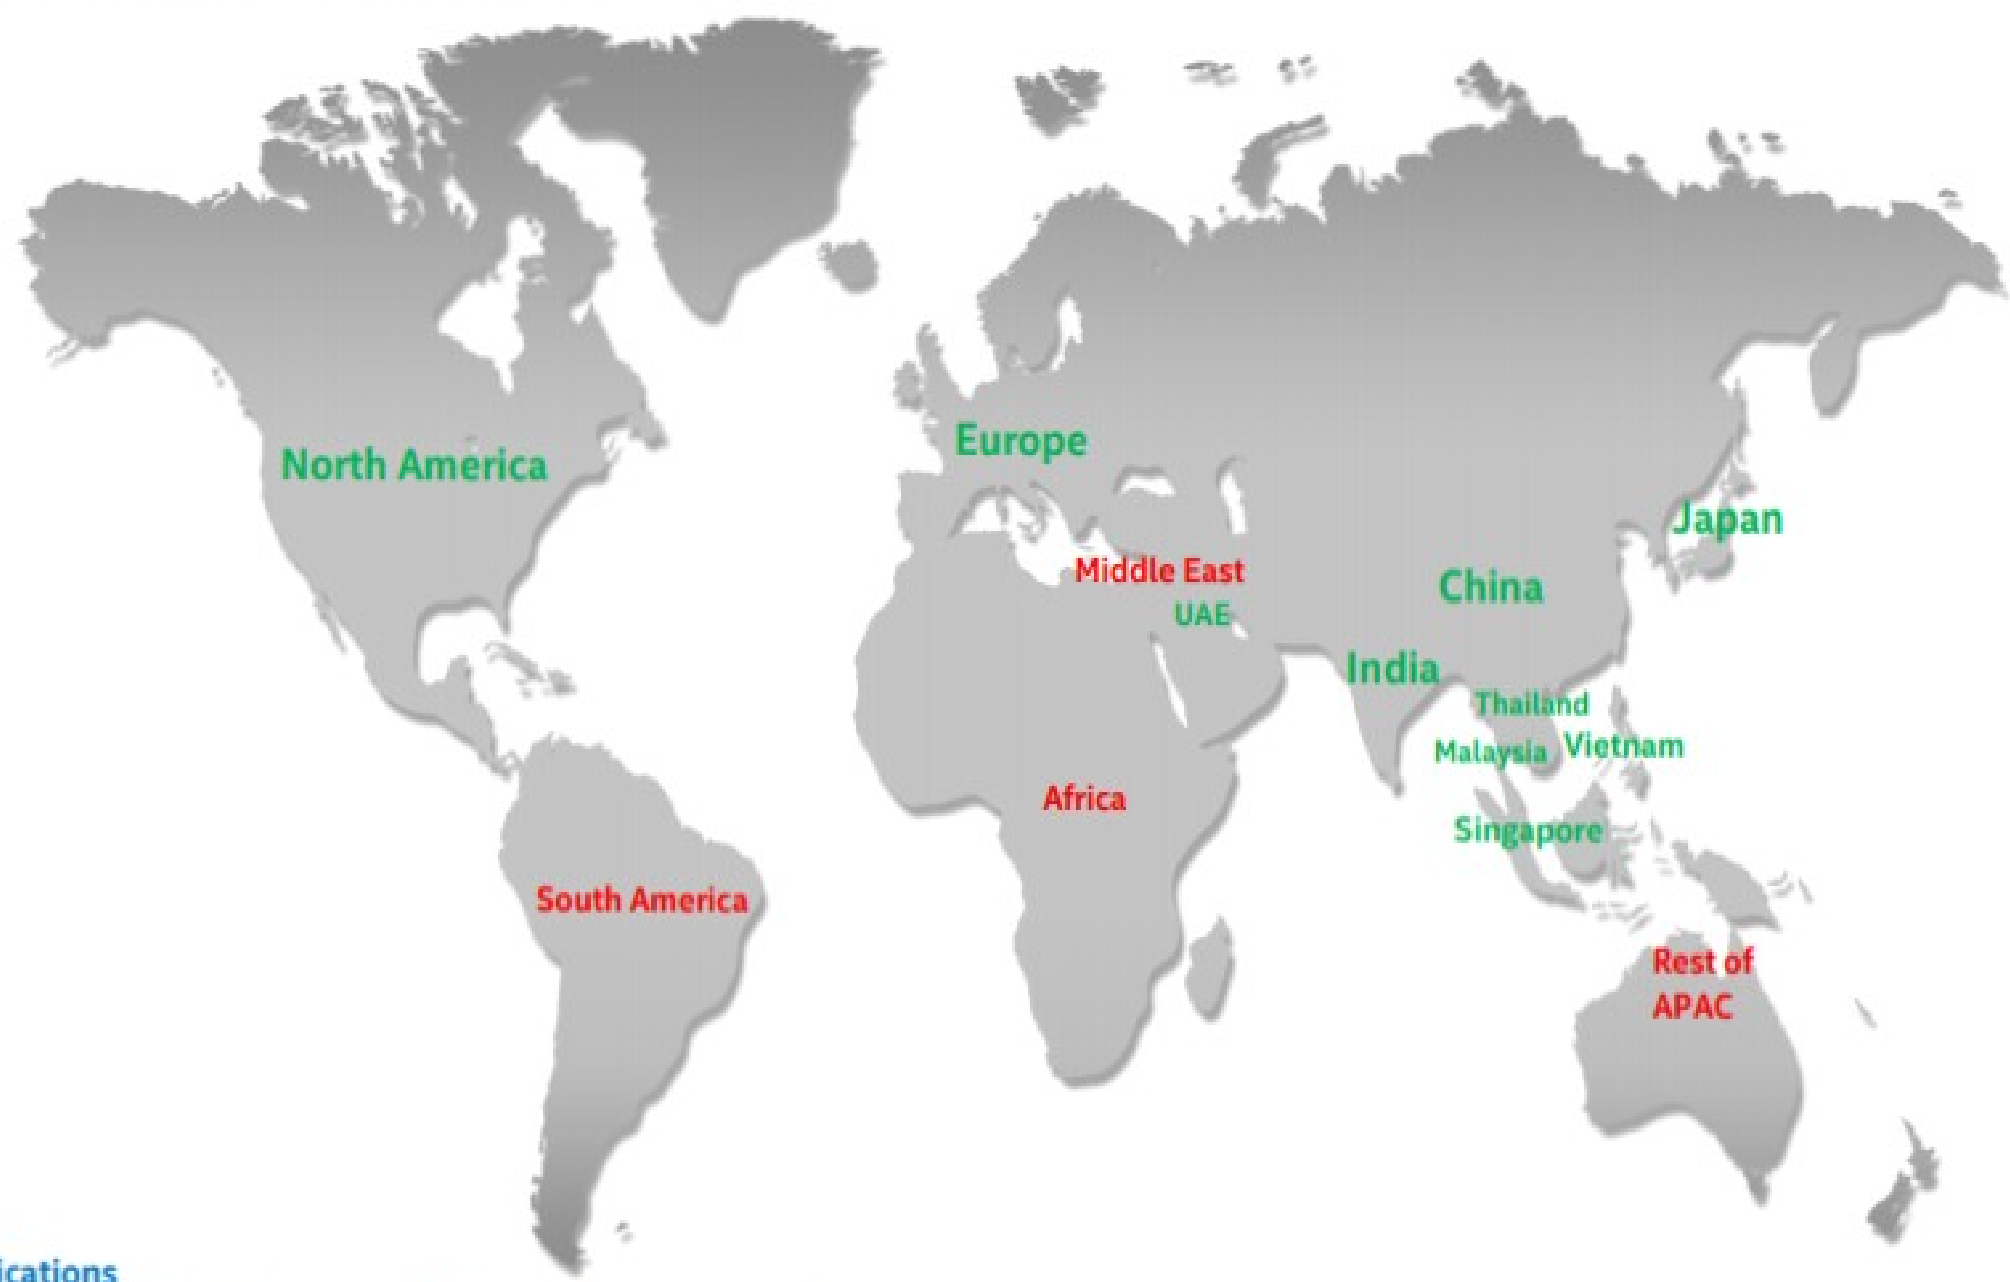 North America
Europe
Japan
Middle East
China
UAE
India
Thailand
Malaysia
Vietnam
Africa
Singapore
South America
Rest of
APAC